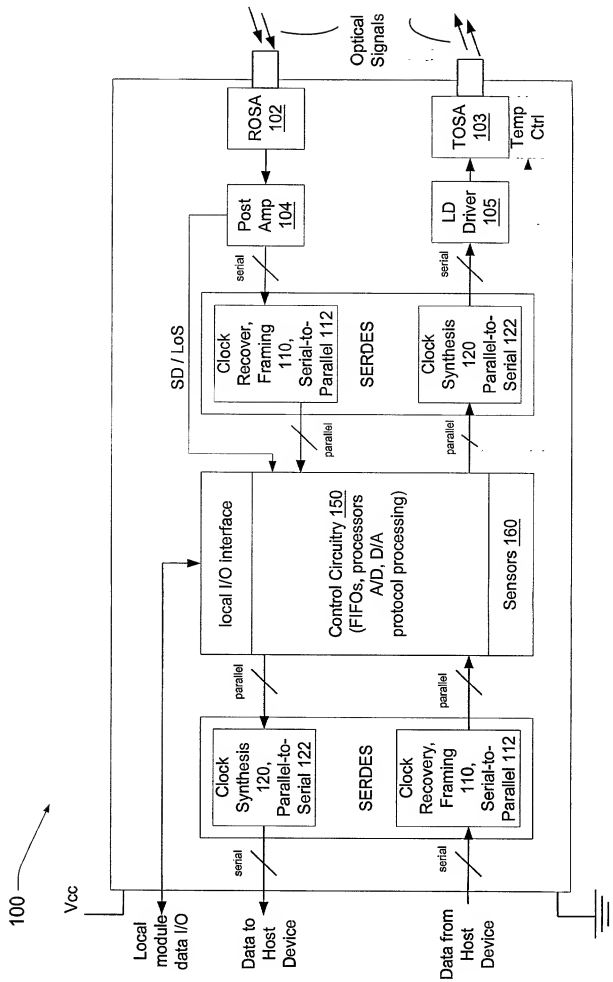 100
Vcc
Local
module
data I/O
Data to
Host
Device
Data from
Host
Device
serial
serial
Clock
Synthesis
120,
Parallel-to-
Serial 122
SERDES
Clock
Recovery,
Framing
110,
Serial-to-
Parallel 112
parallel
parallel
local I/O interface
Control Circuitry 150
(FIFOs, processors
A/D, D/A
protocol processing)
Sensors 160
SD / LoS
parallel
parallel
Clock
Recover,
Framing
110,
Serial-to-
Parallel 112
SERDES
Clock
Synthesis
120
Parallel-to-
Serial 122
serial
serial
Post
Amp
104
LD
Driver
105
ROSA
102
TOSA
103
Temp
Ctrl
Optical
Signals